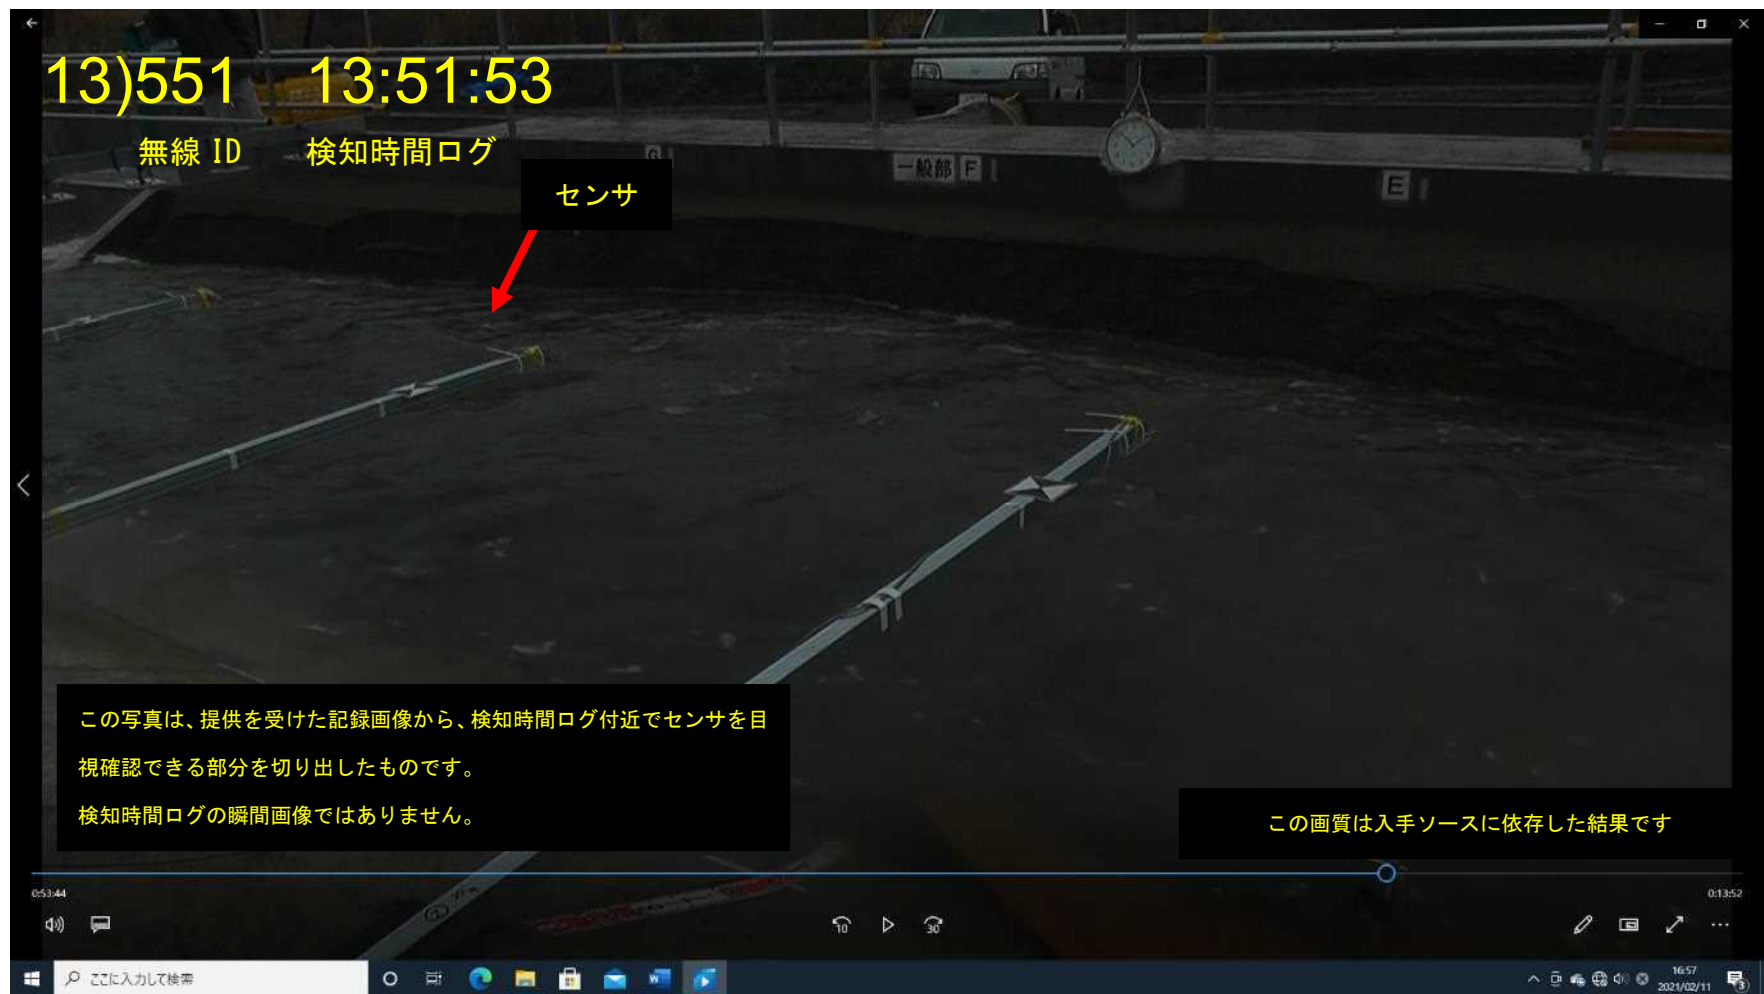 13)551 13:51:53
無線 ID 検知時間ログ
センサ
G
一般部 F
E
この写真は、提供を受けた記録画像から、検知時間ログ付近でセンサを目
視確認できる部分を切り出したものです。
検知時間ログの瞬間画像ではありません。
この画質は入手ソースに依存した結果です
0:53:44
0:13:52
10
30
ここに入力して検索
16:57
2021/02/11
3